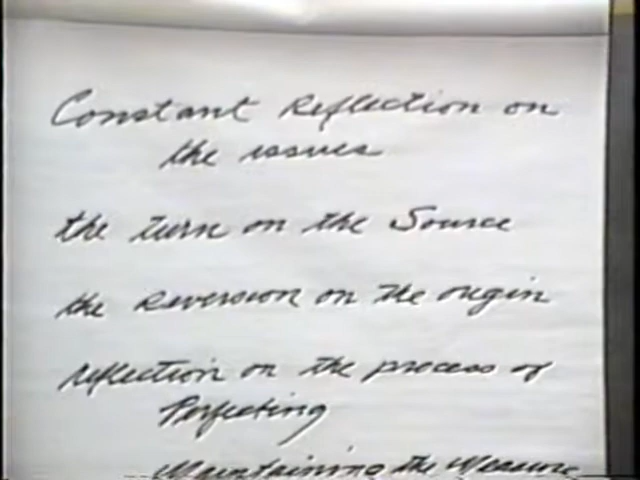 Constant Reflection on
the issues
the turn on the Source
the Reversion on the origin
reflection on the process of
Perfecting
Maintaining the Measure